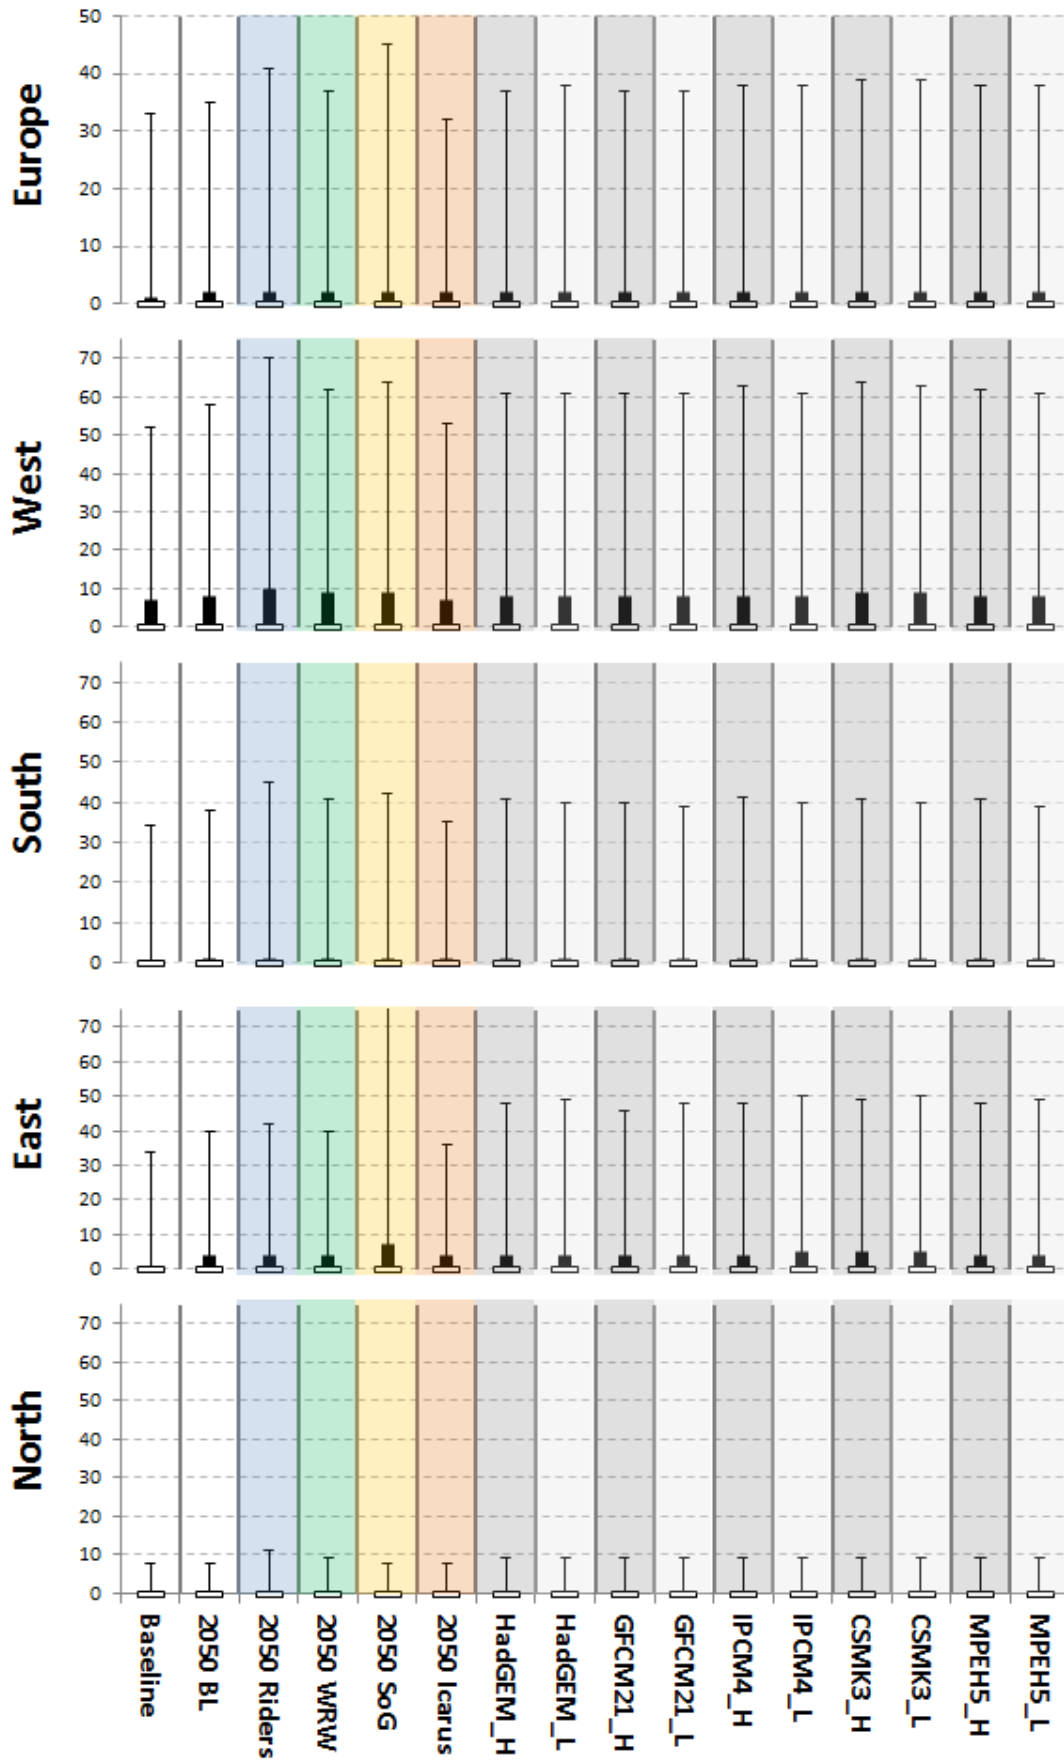 Europe
50
40
30
20
10
0
West
70
60
50
40
30
20
10
0
South
70
60
50
40
30
20
10
0
East
70
60
50
40
30
20
10
0
North
70
60
50
40
30
20
10
0
Baseline
2050 BL
2050 Riders
2050 WRW
2050 SoG
2050 Icarus
HadGEM_H
HadGEM_L
GFCM21_H
GFCM21_L
IPCM4_H
IPCM4_L
CSMK3_H
CSMK3_L
MPEH5_H
MPEH5_L